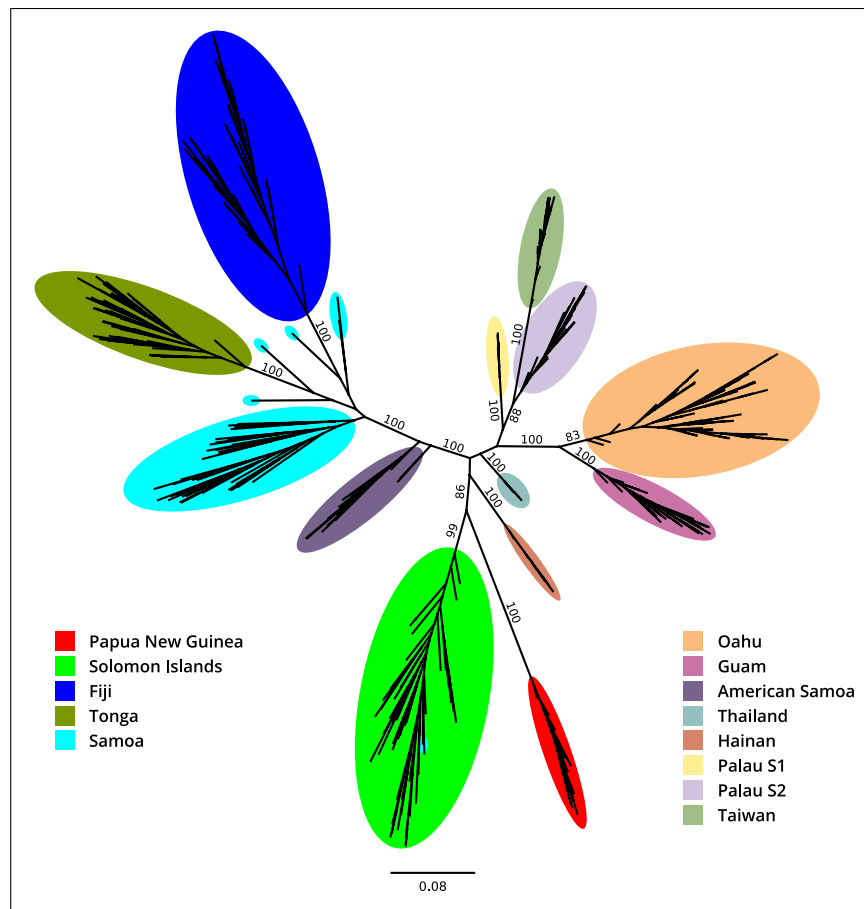 100
100
100
100
88
100
100
83
100
100
100
100
100
86
99
100
Papua New Guinea
Solomon Islands
Fiji
Tonga
Samoa
Oahu
Guam
American Samoa
Thailand
Hainan
Palau S1
Palau S2
Taiwan
0.08